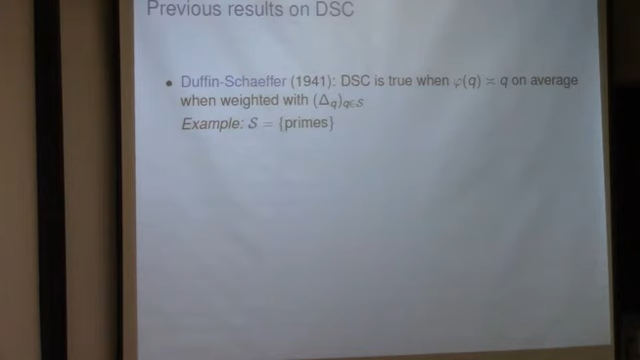 Previous results on DSC
• Duffin-Schaeffer (1941): DSC is true when φ(q) ≍ q on average
when weighted with (Δ_q)_{q∈𝒮}
Example: 𝒮 = {primes}